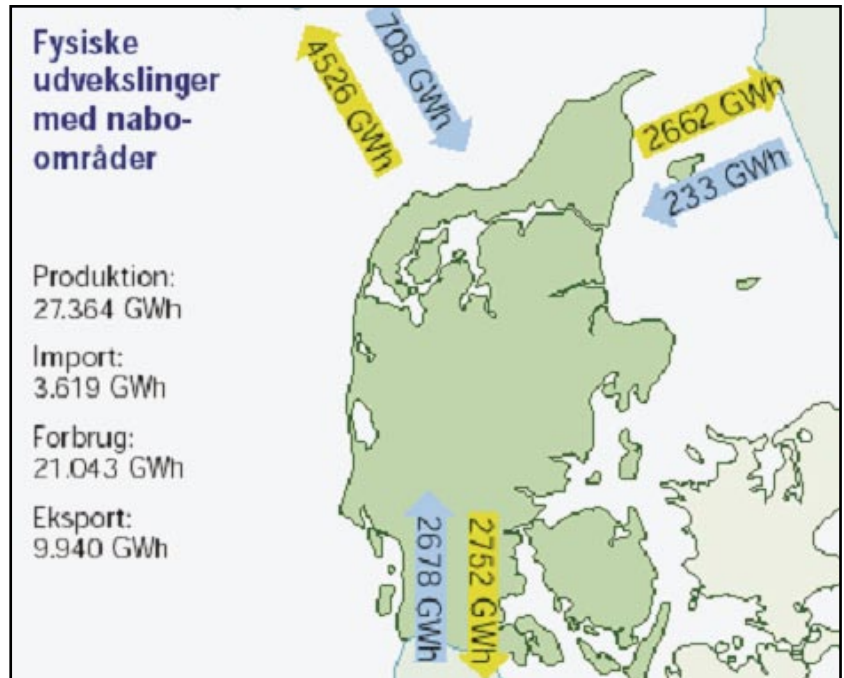 Fysiske
udvekslinger
med nabo-
områder
Produktion:
27.364 GWh
Import:
3.619 GWh
Forbrug:
21.043 GWh
Eksport:
9.940 GWh
4526 GWh
708 GWh
2662 GWh
233 GWh
2678 GWh
2752 GWh